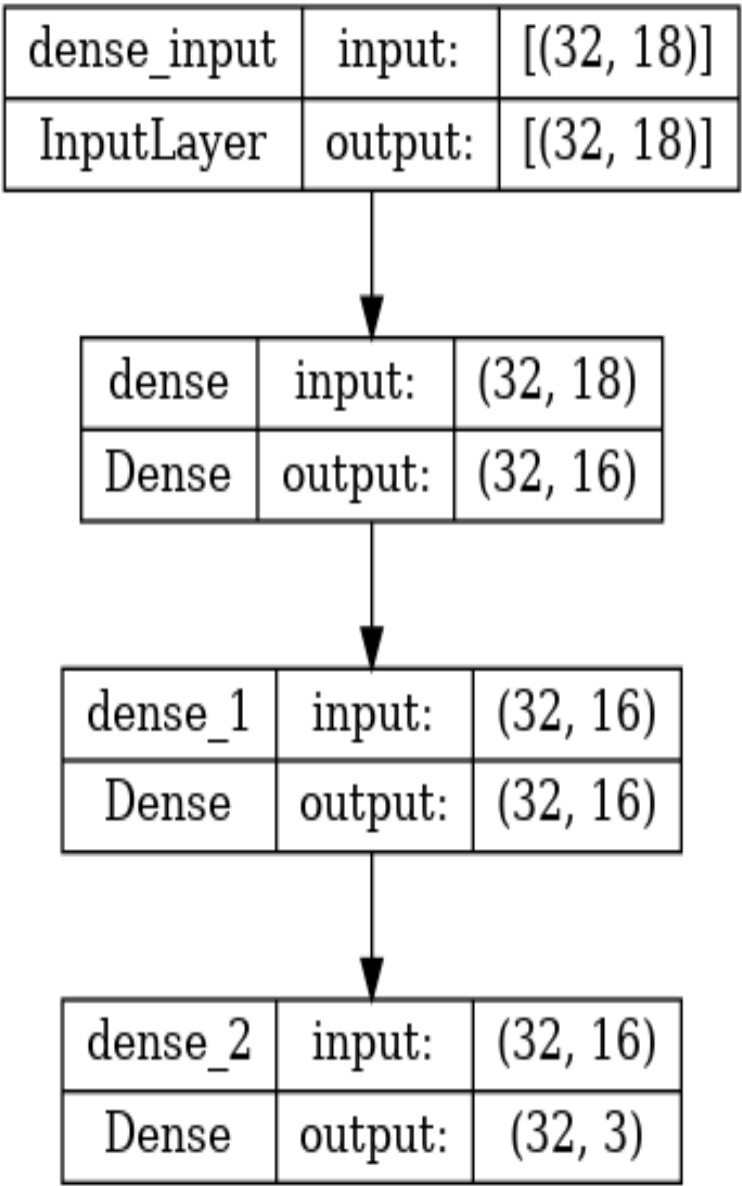 dense_input input: [(32, 18)]
InputLayer output: [(32, 18)]
dense input: (32, 18)
Dense output: (32, 16)
dense_1 input: (32, 16)
Dense output: (32, 16)
dense_2 input: (32, 16)
Dense output: (32, 3)